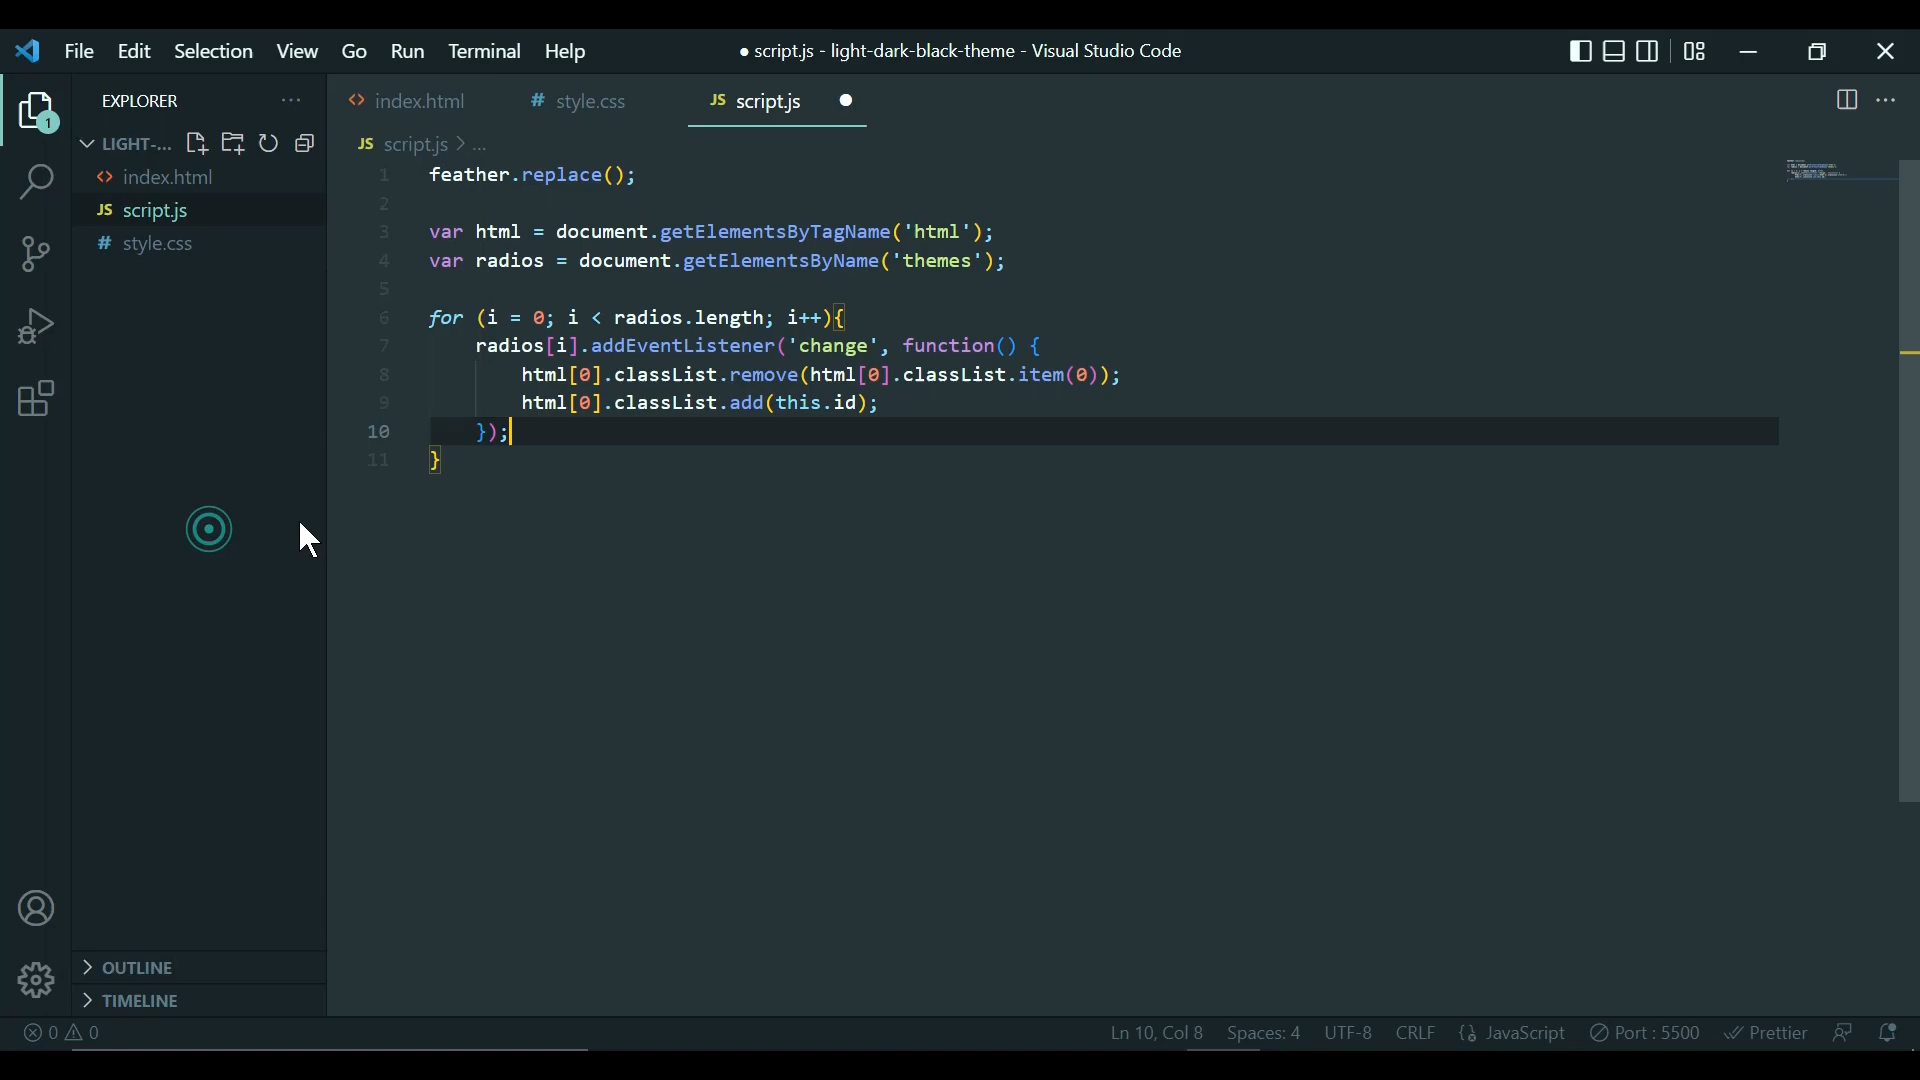 File Edit Selection View Go Run Terminal Help
● script.js - light-dark-black-theme - Visual Studio Code
1
EXPLORER ...
LIGHT-...
<> index.html
JS script.js
# style.css
OUTLINE
TIMELINE
<> index.html # style.css JS script.js ●
JS script.js > ...
1 feather.replace();
2
3 var html = document.getElementsByTagName('html');
4 var radios = document.getElementsByName('themes');
5
6 for (i = 0; i < radios.length; i++){
7     radios[i].addEventListener('change', function() {
8         html[0].classList.remove(html[0].classList.item(0));
9         html[0].classList.add(this.id);
10     });
11 }
0 0 Ln 10, Col 8 Spaces: 4 UTF-8 CRLF JavaScript Port : 5500 Prettier